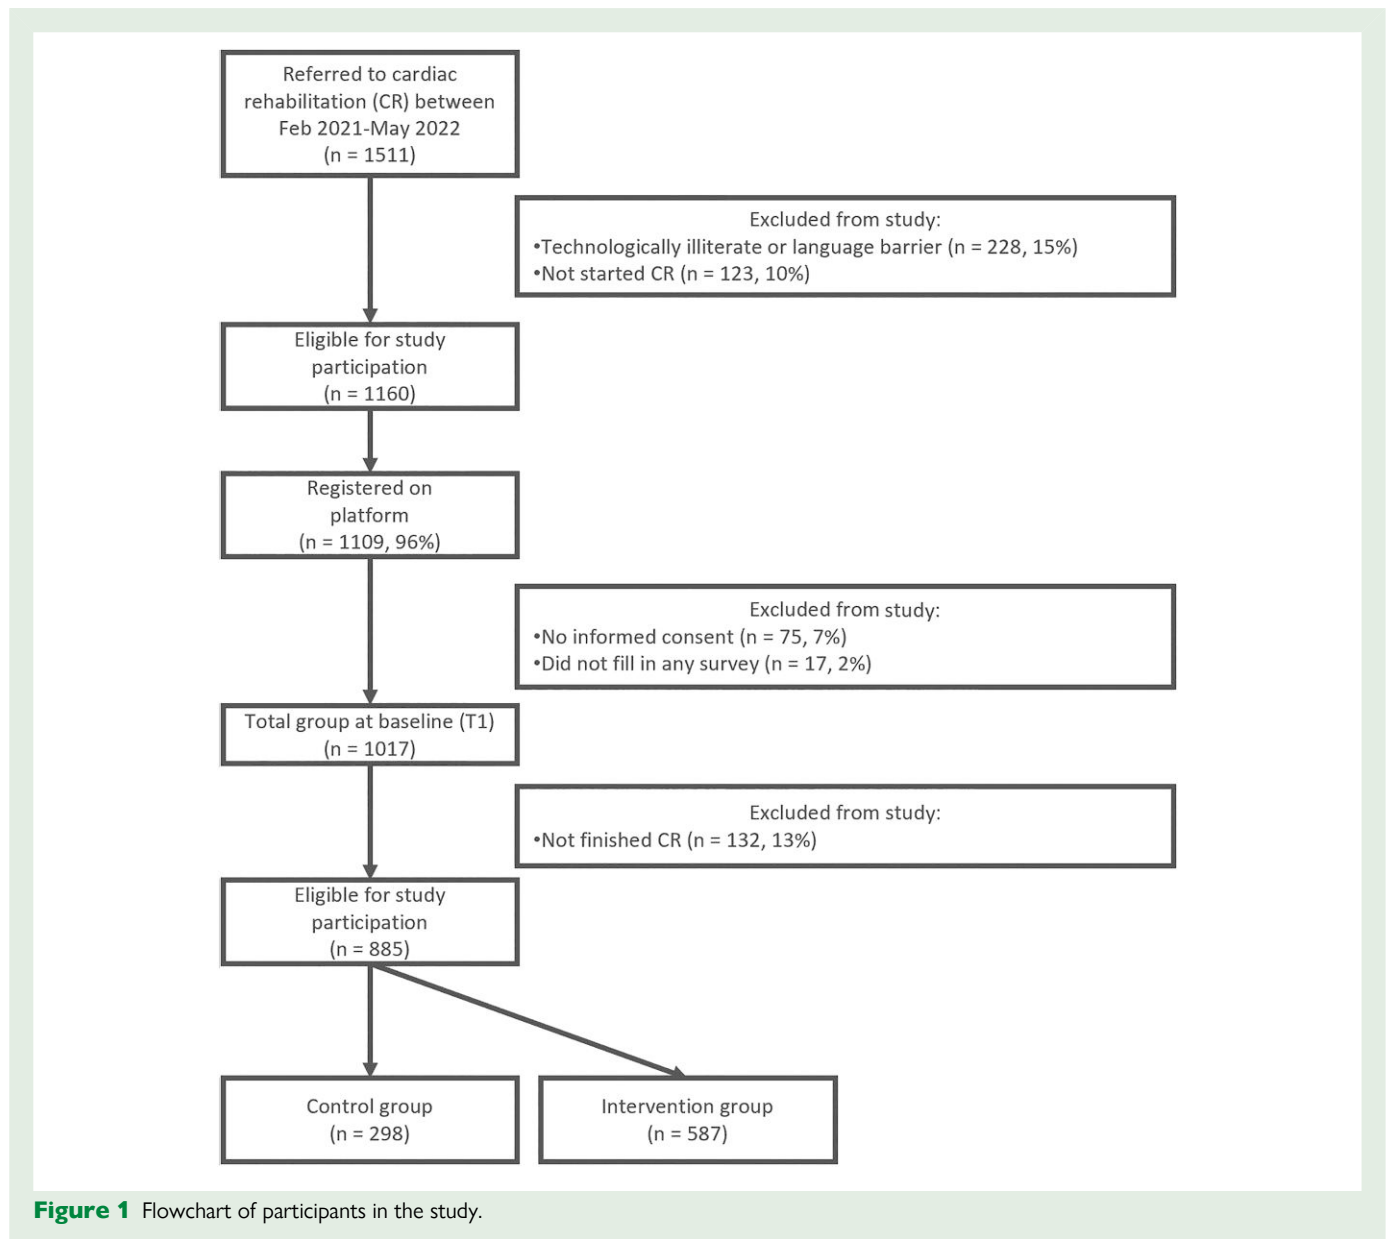 Referred to cardiac
rehabilitation (CR) between
Feb 2021-May 2022
(n = 1511)
Excluded from study:
•Technologically illiterate or language barrier (n = 228, 15%)
•Not started CR (n = 123, 10%)
Eligible for study
participation
(n = 1160)
Registered on
platform
(n = 1109, 96%)
Excluded from study:
•No informed consent (n = 75, 7%)
•Did not fill in any survey (n = 17, 2%)
Total group at baseline (T1)
(n = 1017)
Excluded from study:
•Not finished CR (n = 132, 13%)
Eligible for study
participation
(n = 885)
Control group
(n = 298)
Intervention group
(n = 587)
Figure 1 Flowchart of participants in the study.